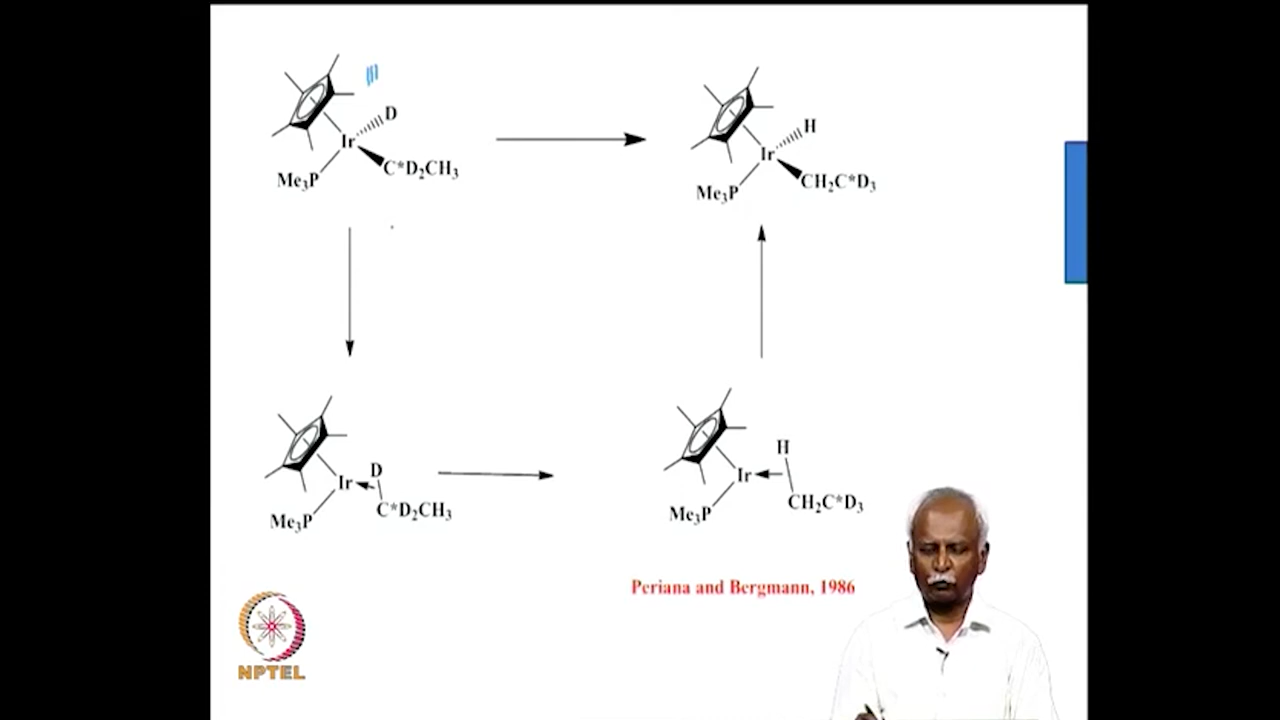 D
Ir
C*D₂CH₃
Me₃P
H
Ir
CH₂C*D₃
Me₃P
D
Ir
C*D₂CH₃
Me₃P
H
Ir
CH₂C*D₃
Me₃P
Periana and Bergmann, 1986
NPTEL